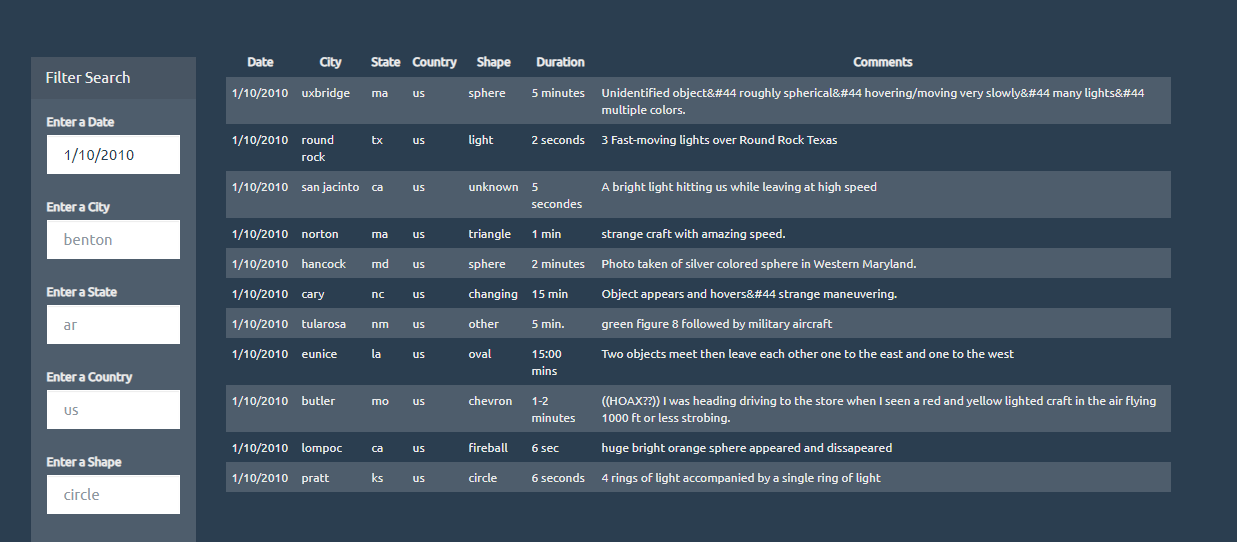 Filter Search
Enter a Date
1/10/2010
Enter a City
benton
Enter a State
ar
Enter a Country
us
Enter a Shape
circle
Date City State Country Shape Duration Comments
1/10/2010 uxbridge ma us sphere 5 minutes Unidentified object&#44 roughly spherical&#44 hovering/moving very slowly&#44 many lights&#44
multiple colors.
1/10/2010 round tx us light 2 seconds 3 Fast-moving lights over Round Rock Texas
rock
1/10/2010 san jacinto ca us unknown 5 A bright light hitting us while leaving at high speed
secondes
1/10/2010 norton ma us triangle 1 min strange craft with amazing speed.
1/10/2010 hancock md us sphere 2 minutes Photo taken of silver colored sphere in Western Maryland.
1/10/2010 cary nc us changing 15 min Object appears and hovers&#44 strange maneuvering.
1/10/2010 tularosa nm us other 5 min. green figure 8 followed by military aircraft
1/10/2010 eunice la us oval 15:00 Two objects meet then leave each other one to the east and one to the west
mins
1/10/2010 butler mo us chevron 1-2 ((HOAX??)) I was heading driving to the store when I seen a red and yellow lighted craft in the air flying
minutes 1000 ft or less strobing.
1/10/2010 lompoc ca us fireball 6 sec huge bright orange sphere appeared and dissapeared
1/10/2010 pratt ks us circle 6 seconds 4 rings of light accompanied by a single ring of light